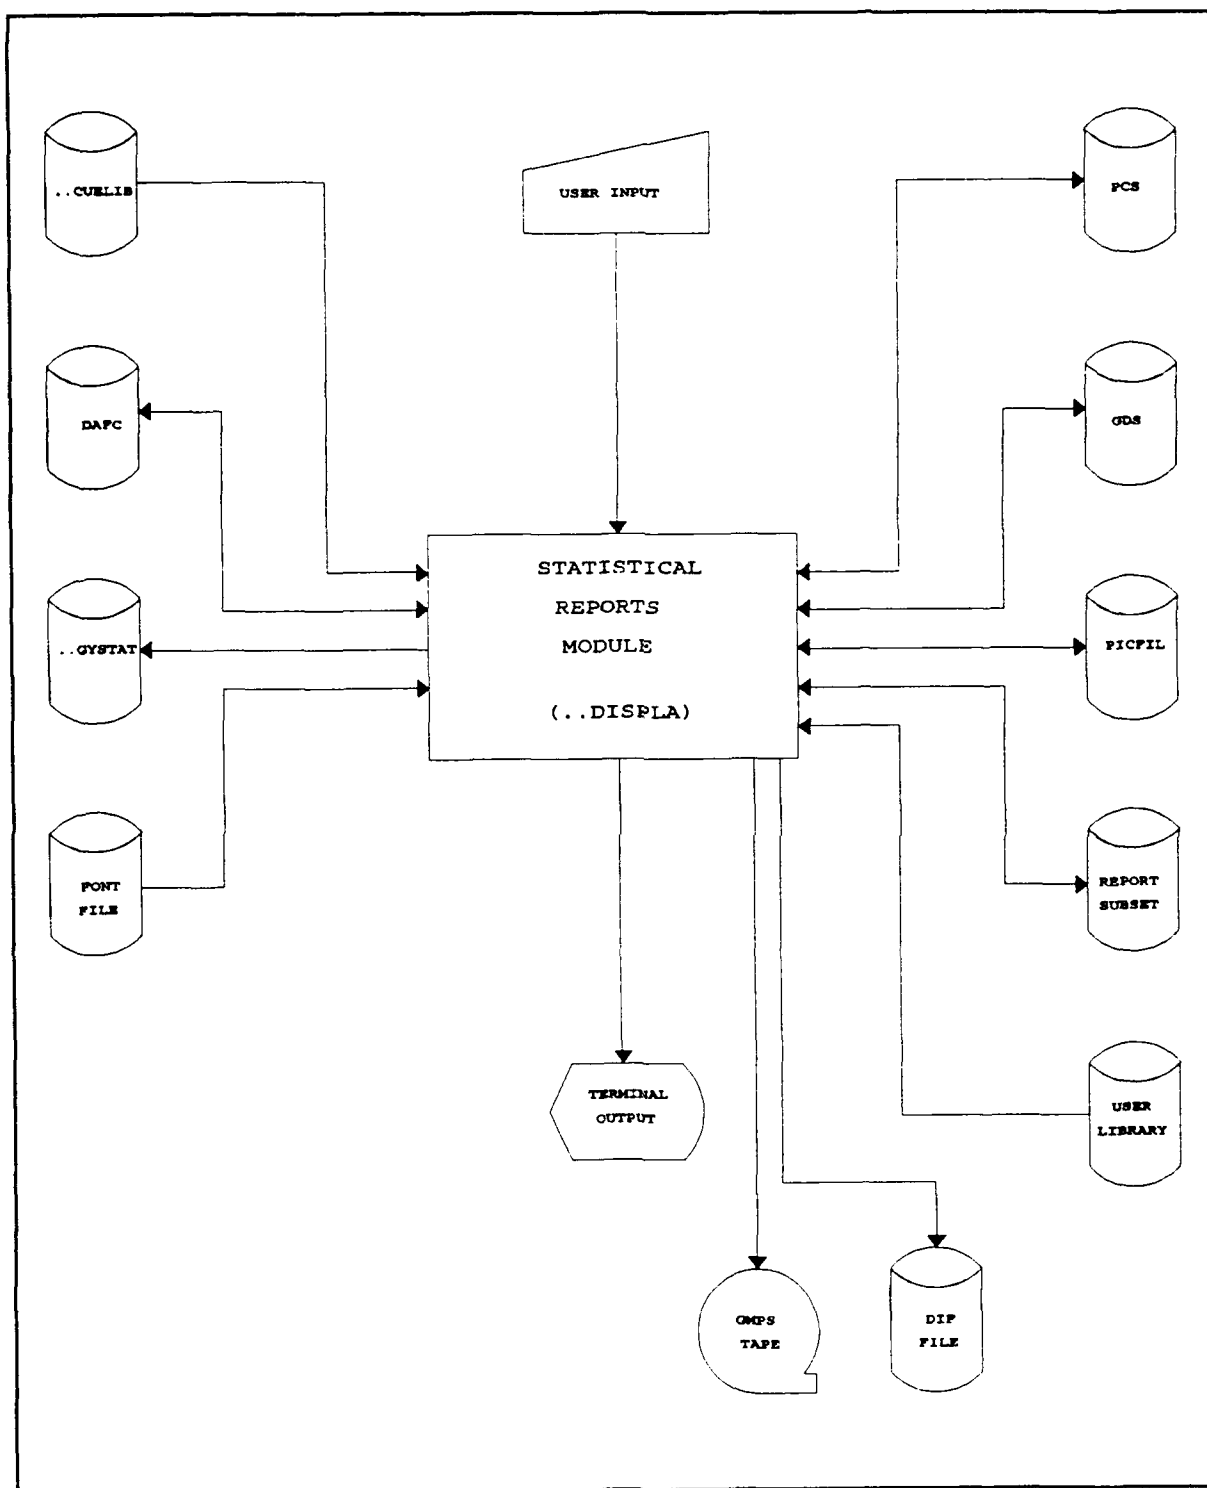 ..CUELIB
USER INPUT
PCS
DAFC
GDS
STATISTICAL
REPORTS
MODULE
(..DISPLA)
..GYSTAT
PICFIL
FONT
FILE
REPORT
SUBSET
TERMINAL
OUTPUT
USER
LIBRARY
GMPS
TAPE
DIF
FILE